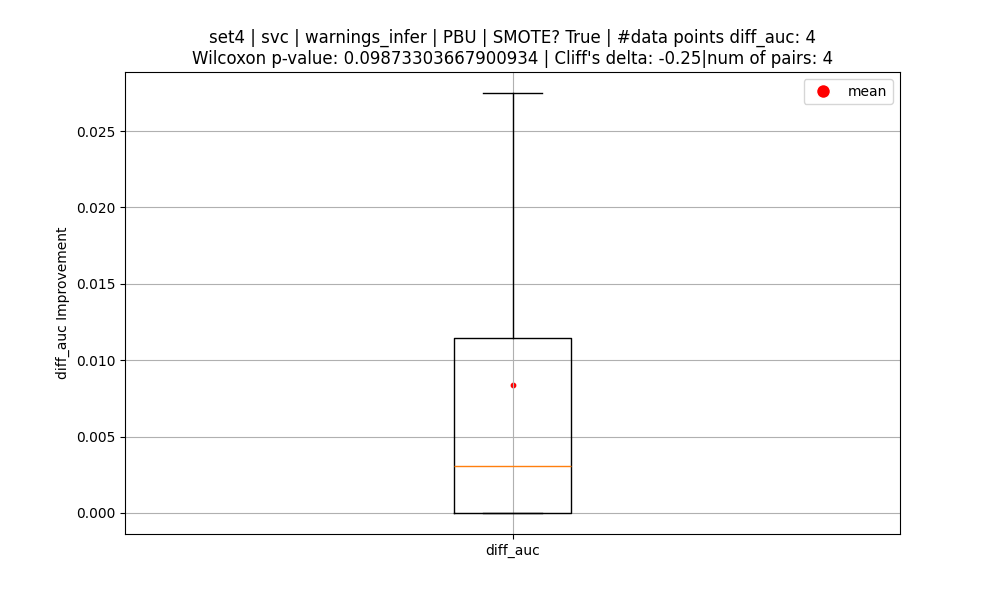 set4 | svc | warnings_infer | PBU | SMOTE? True | #data points diff_auc: 4
Wilcoxon p-value: 0.09873303667900934 | Cliff's delta: -0.25|num of pairs: 4
mean
0.025
0.020
0.015
0.010
0.005
0.000
diff_auc Improvement
diff_auc